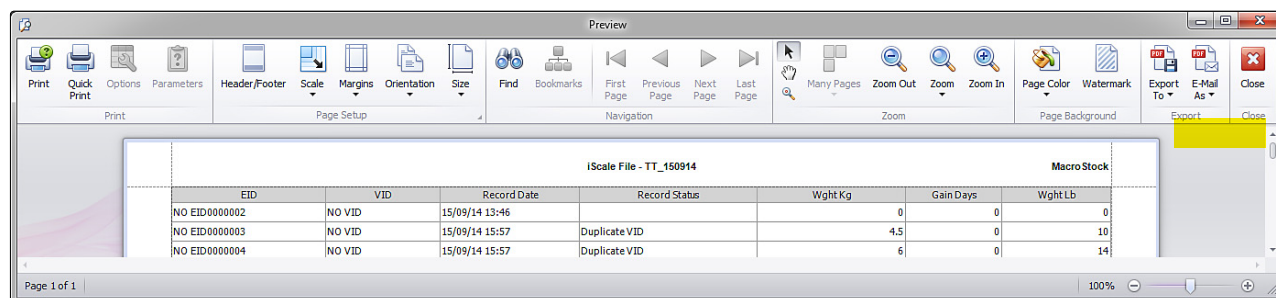 Preview
Print Quick Print Options Parameters Header/Footer Scale Margins Orientation Size Find Bookmarks First Page Previous Page Next Page Last Page Many Pages Zoom Out Zoom Zoom In Page Color Watermark Export To E-Mail As Close
Print Page Setup Navigation Zoom Page Background Export Close
iScale File - TT_150914 MacroStock
EID VID Record Date Record Status Wght Kg Gain Days Wght Lb
NO EID0000002 NO VID 15/09/14 13:46 0 0 0
NO EID0000003 NO VID 15/09/14 15:57 Duplicate VID 4.5 0 10
NO EID0000004 NO VID 15/09/14 15:57 Duplicate VID 6 0 14
Page 1 of 1 100%